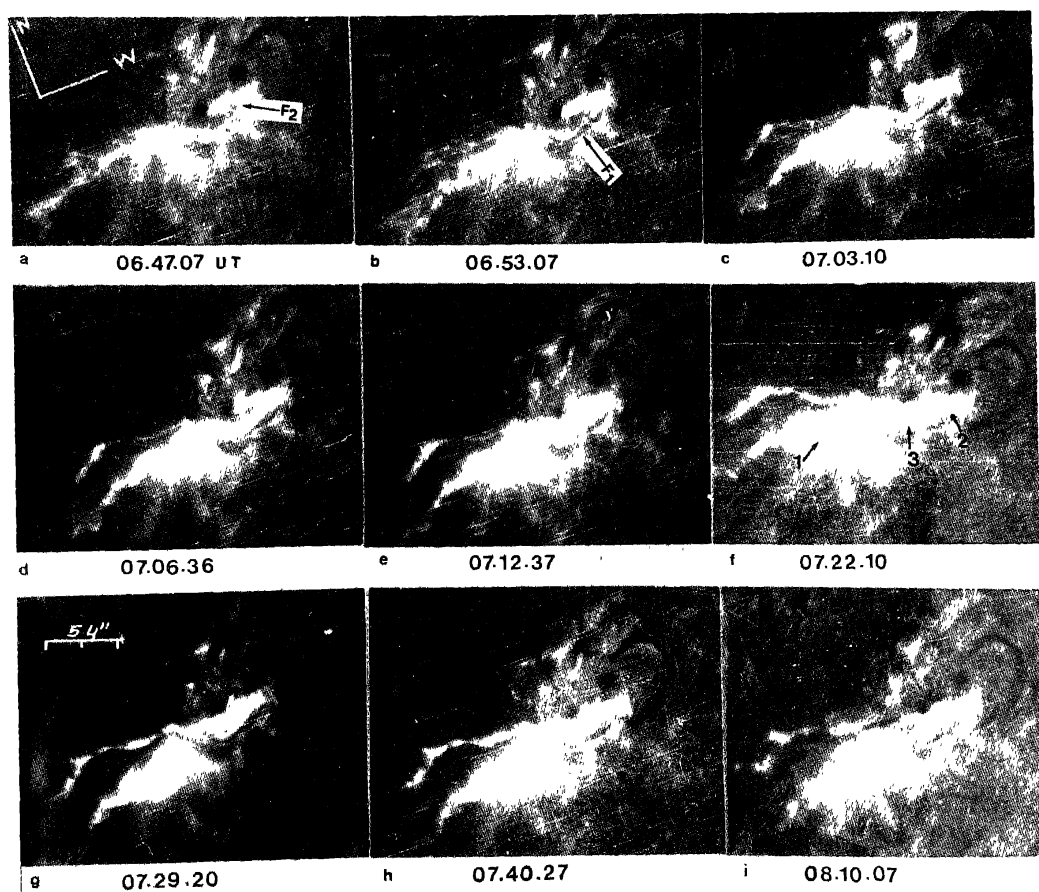 N
W
F2
F1
a 06.47.07 UT
b 06.53.07
c 07.03.10
d 07.06.36
e 07.12.37
f 07.22.10
1
3
2
54"
g 07.29.20
h 07.40.27
i 08.10.07